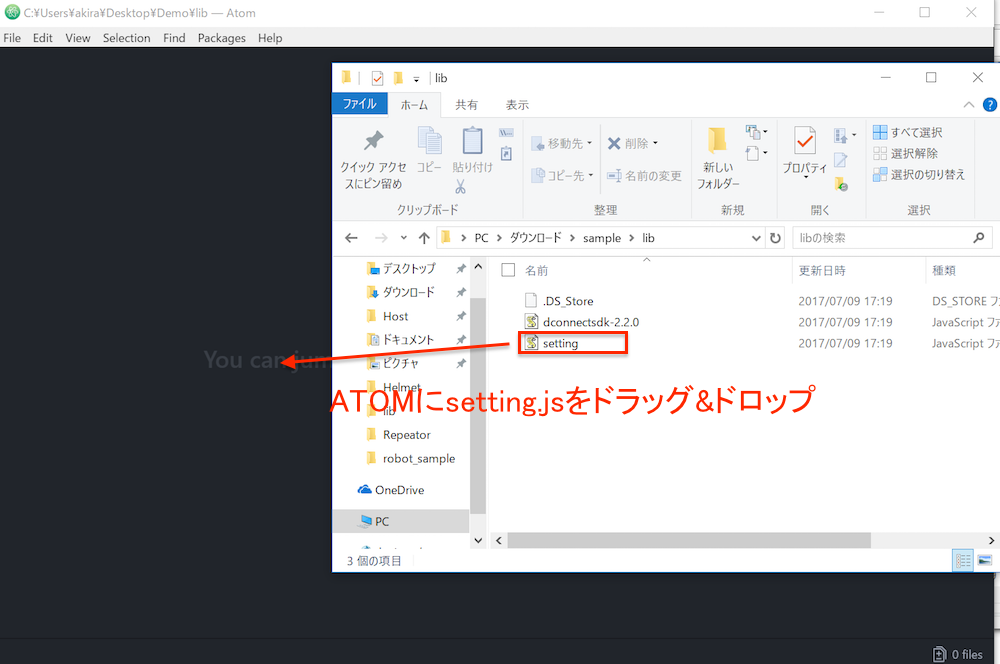 C:¥Users¥akira¥Desktop¥Demo¥lib — Atom
File Edit View Selection Find Packages Help
lib
ファイル ホーム 共有 表示
クイック アクセスにピン留め
コピー
貼り付け
移動先
コピー先
削除
名前の変更
新しいフォルダー
プロパティ
すべて選択
選択解除
選択の切り替え
クリップボード 整理 新規 開く 選択
PC ダウンロード sample lib
libの検索
デスクトップ
ダウンロード
Host
ドキュメント
ピクチャ
Helmet
lib
Repeator
robot_sample
OneDrive
PC
名前 更新日時 種類
.DS_Store 2017/07/09 17:19 DS_STORE フ
dconnectsdk-2.2.0 2017/07/09 17:19 JavaScript ファ
setting 2017/07/09 17:19 JavaScript ファ
You can jum
ATOMにsetting.jsをドラッグ&ドロップ
3 個の項目
0 files